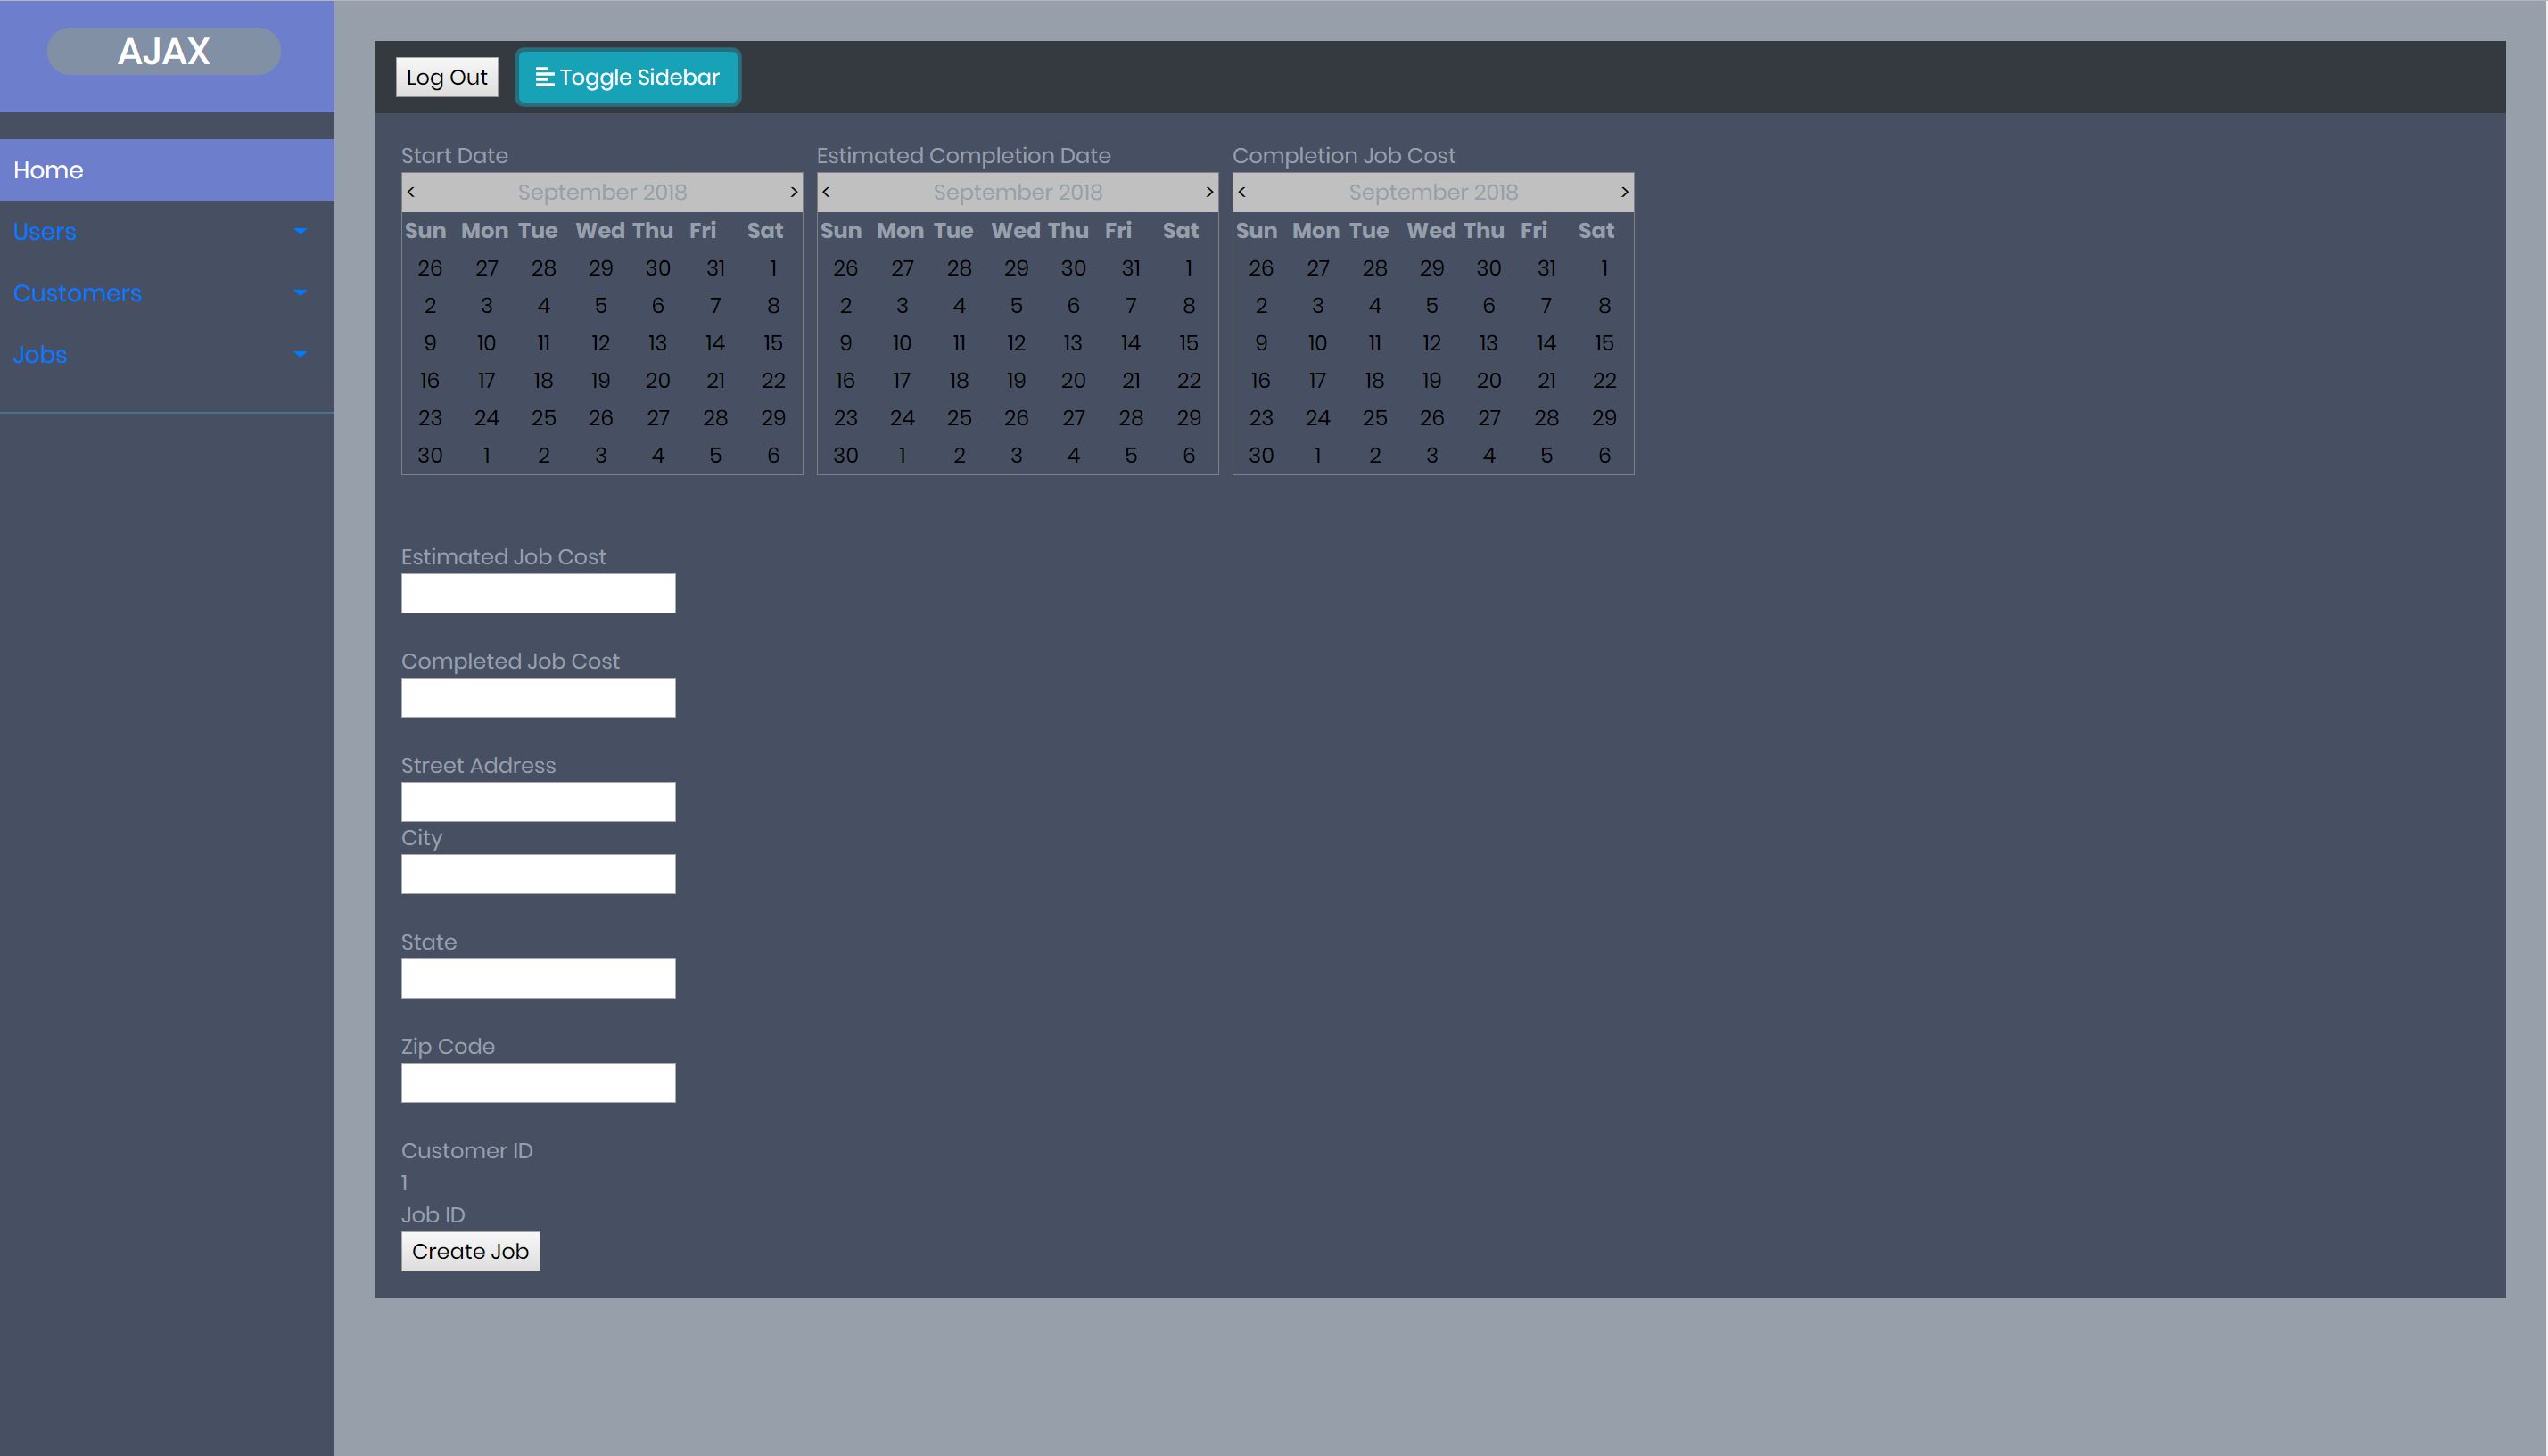 AJAX
Log Out Toggle Sidebar
Home
Users
Customers
Jobs
Start Date Estimated Completion Date Completion Job Cost
< September 2018 > < September 2018 > < September 2018 >
Sun Mon Tue Wed Thu Fri Sat Sun Mon Tue Wed Thu Fri Sat Sun Mon Tue Wed Thu Fri Sat
26 27 28 29 30 31 1 26 27 28 29 30 31 1 26 27 28 29 30 31 1
2 3 4 5 6 7 8 2 3 4 5 6 7 8 2 3 4 5 6 7 8
9 10 11 12 13 14 15 9 10 11 12 13 14 15 9 10 11 12 13 14 15
16 17 18 19 20 21 22 16 17 18 19 20 21 22 16 17 18 19 20 21 22
23 24 25 26 27 28 29 23 24 25 26 27 28 29 23 24 25 26 27 28 29
30 1 2 3 4 5 6 30 1 2 3 4 5 6 30 1 2 3 4 5 6
Estimated Job Cost
Completed Job Cost
Street Address
City
State
Zip Code
Customer ID
1
Job ID
Create Job